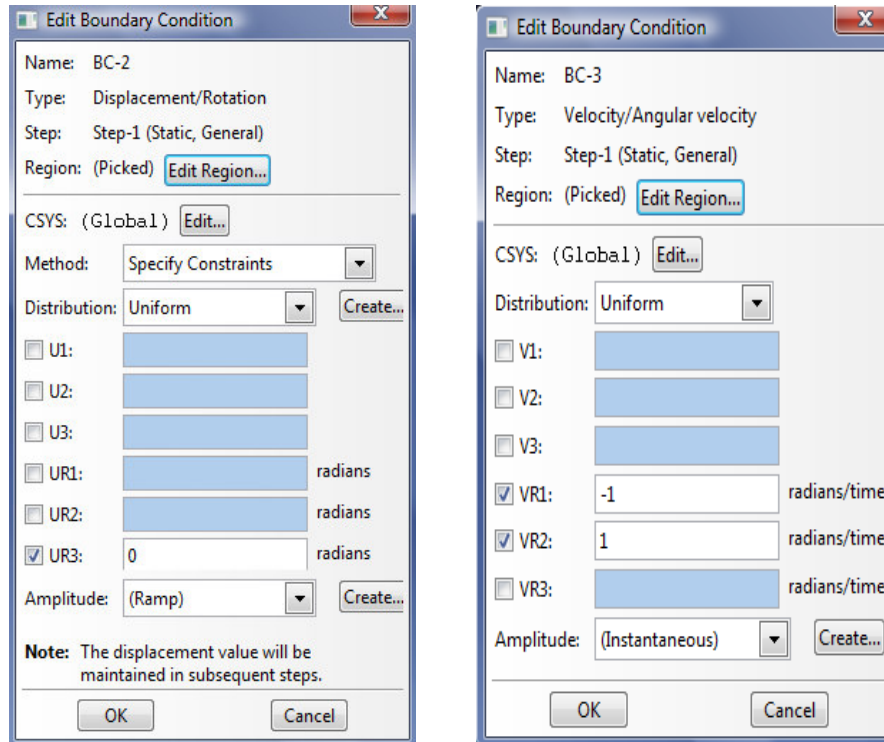 Edit Boundary Condition
Name: BC-2
Type: Displacement/Rotation
Step: Step-1 (Static, General)
Region: (Picked) Edit Region...
CSYS: (Global) Edit...
Method: Specify Constraints
Distribution: Uniform Create...
U1:
U2:
U3:
UR1: radians
UR2: radians
UR3: 0 radians
Amplitude: (Ramp) Create...
Note: The displacement value will be
maintained in subsequent steps.
OK Cancel
Edit Boundary Condition
Name: BC-3
Type: Velocity/Angular velocity
Step: Step-1 (Static, General)
Region: (Picked) Edit Region...
CSYS: (Global) Edit...
Distribution: Uniform
V1:
V2:
V3:
VR1: -1 radians/time
VR2: 1 radians/time
VR3: radians/time
Amplitude: (Instantaneous) Create...
OK Cancel